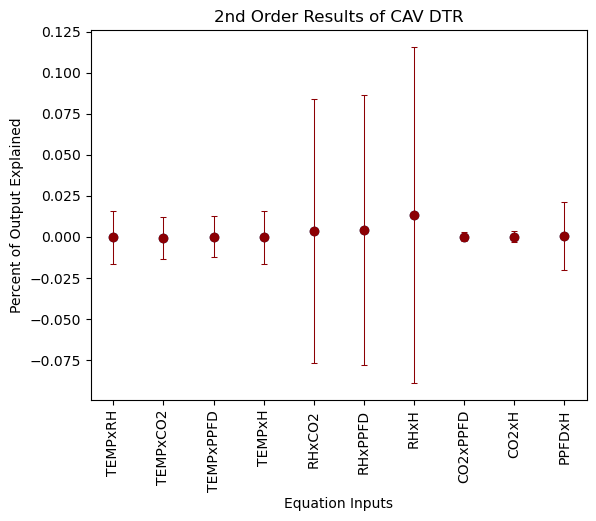 2nd Order Results of CAV DTR
Percent of Output Explained
0.125
0.100
0.075
0.050
0.025
0.000
−0.025
−0.050
−0.075
TEMPxRH
TEMPxCO2
TEMPxPPFD
TEMPxH
RHxCO2
RHxPPFD
RHxH
CO2xPPFD
CO2xH
PPFDxH
Equation Inputs